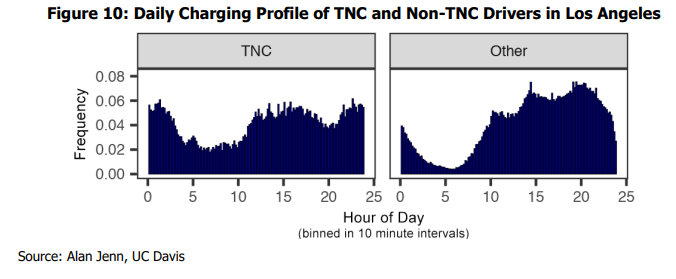 Figure 10: Daily Charging Profile of TNC and Non-TNC Drivers in Los Angeles
TNC Other
Frequency
0.08
0.06
0.04
0.02
0.00
0 5 10 15 20 25 0 5 10 15 20 25
Hour of Day
(binned in 10 minute intervals)
Source: Alan Jenn, UC Davis